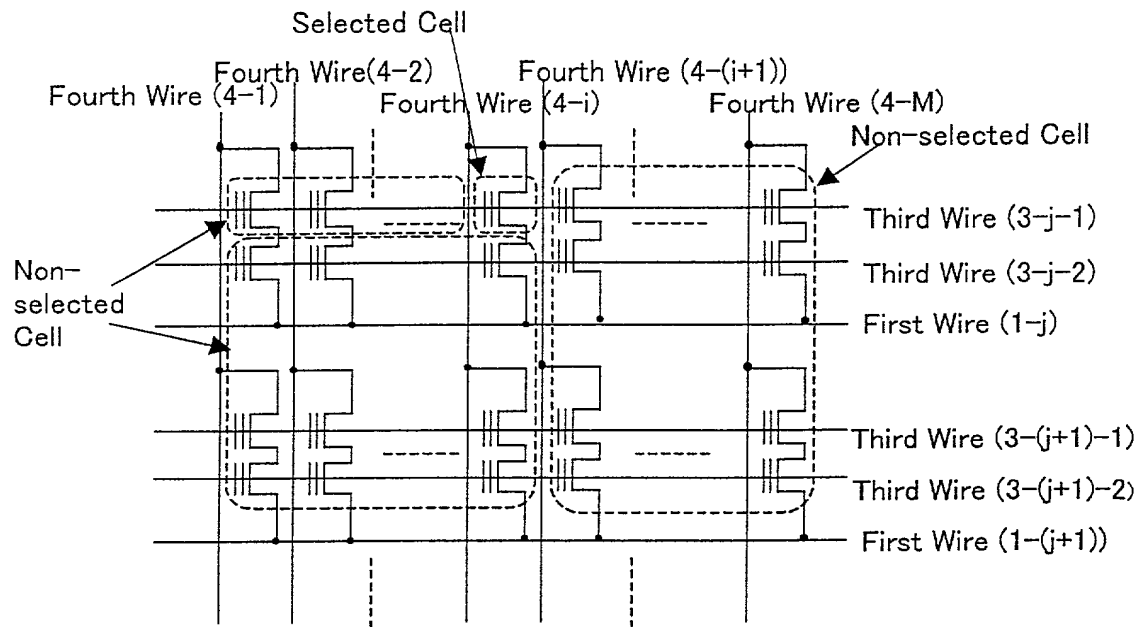 Selected Cell
Fourth Wire(4-2)
Fourth Wire (4-(i+1))
Fourth Wire (4-1)
Fourth Wire (4-i)
Fourth Wire (4-M)
Non-selected Cell
Third Wire (3-j-1)
Non-
selected
Cell
Third Wire (3-j-2)
First Wire (1-j)
Third Wire (3-(j+1)-1)
Third Wire (3-(j+1)-2)
First Wire (1-(j+1))